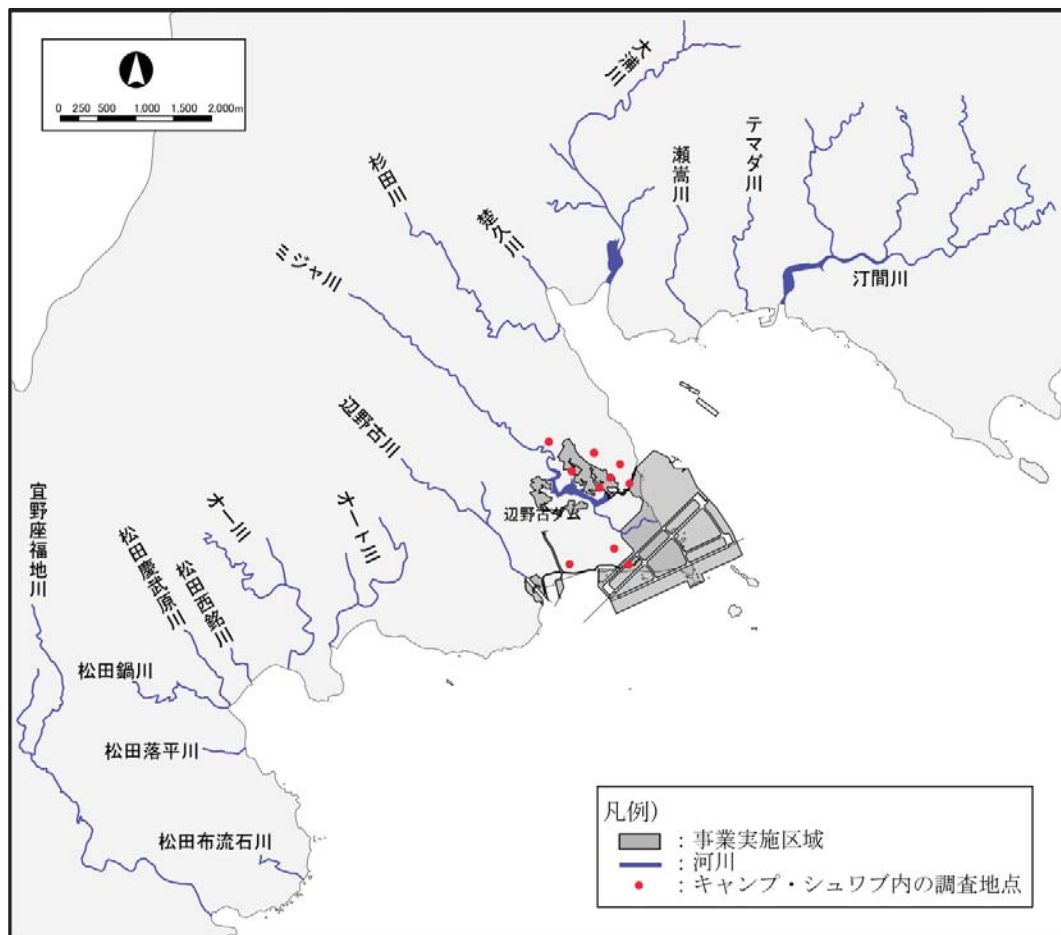 0 250 500 1,000 1,500 2,000m
大浦川
テマダ川
瀬嵩川
杉田川
楚久川
ミジャ川
汀間川
辺野古川
辺野古ダム
宜野座福地川
オー川
オート川
松田慶武原川
松田西銘川
松田鍋川
松田落平川
松田布流石川
凡例)
：事業実施区域
：河川
：キャンプ・シュワブ内の調査地点